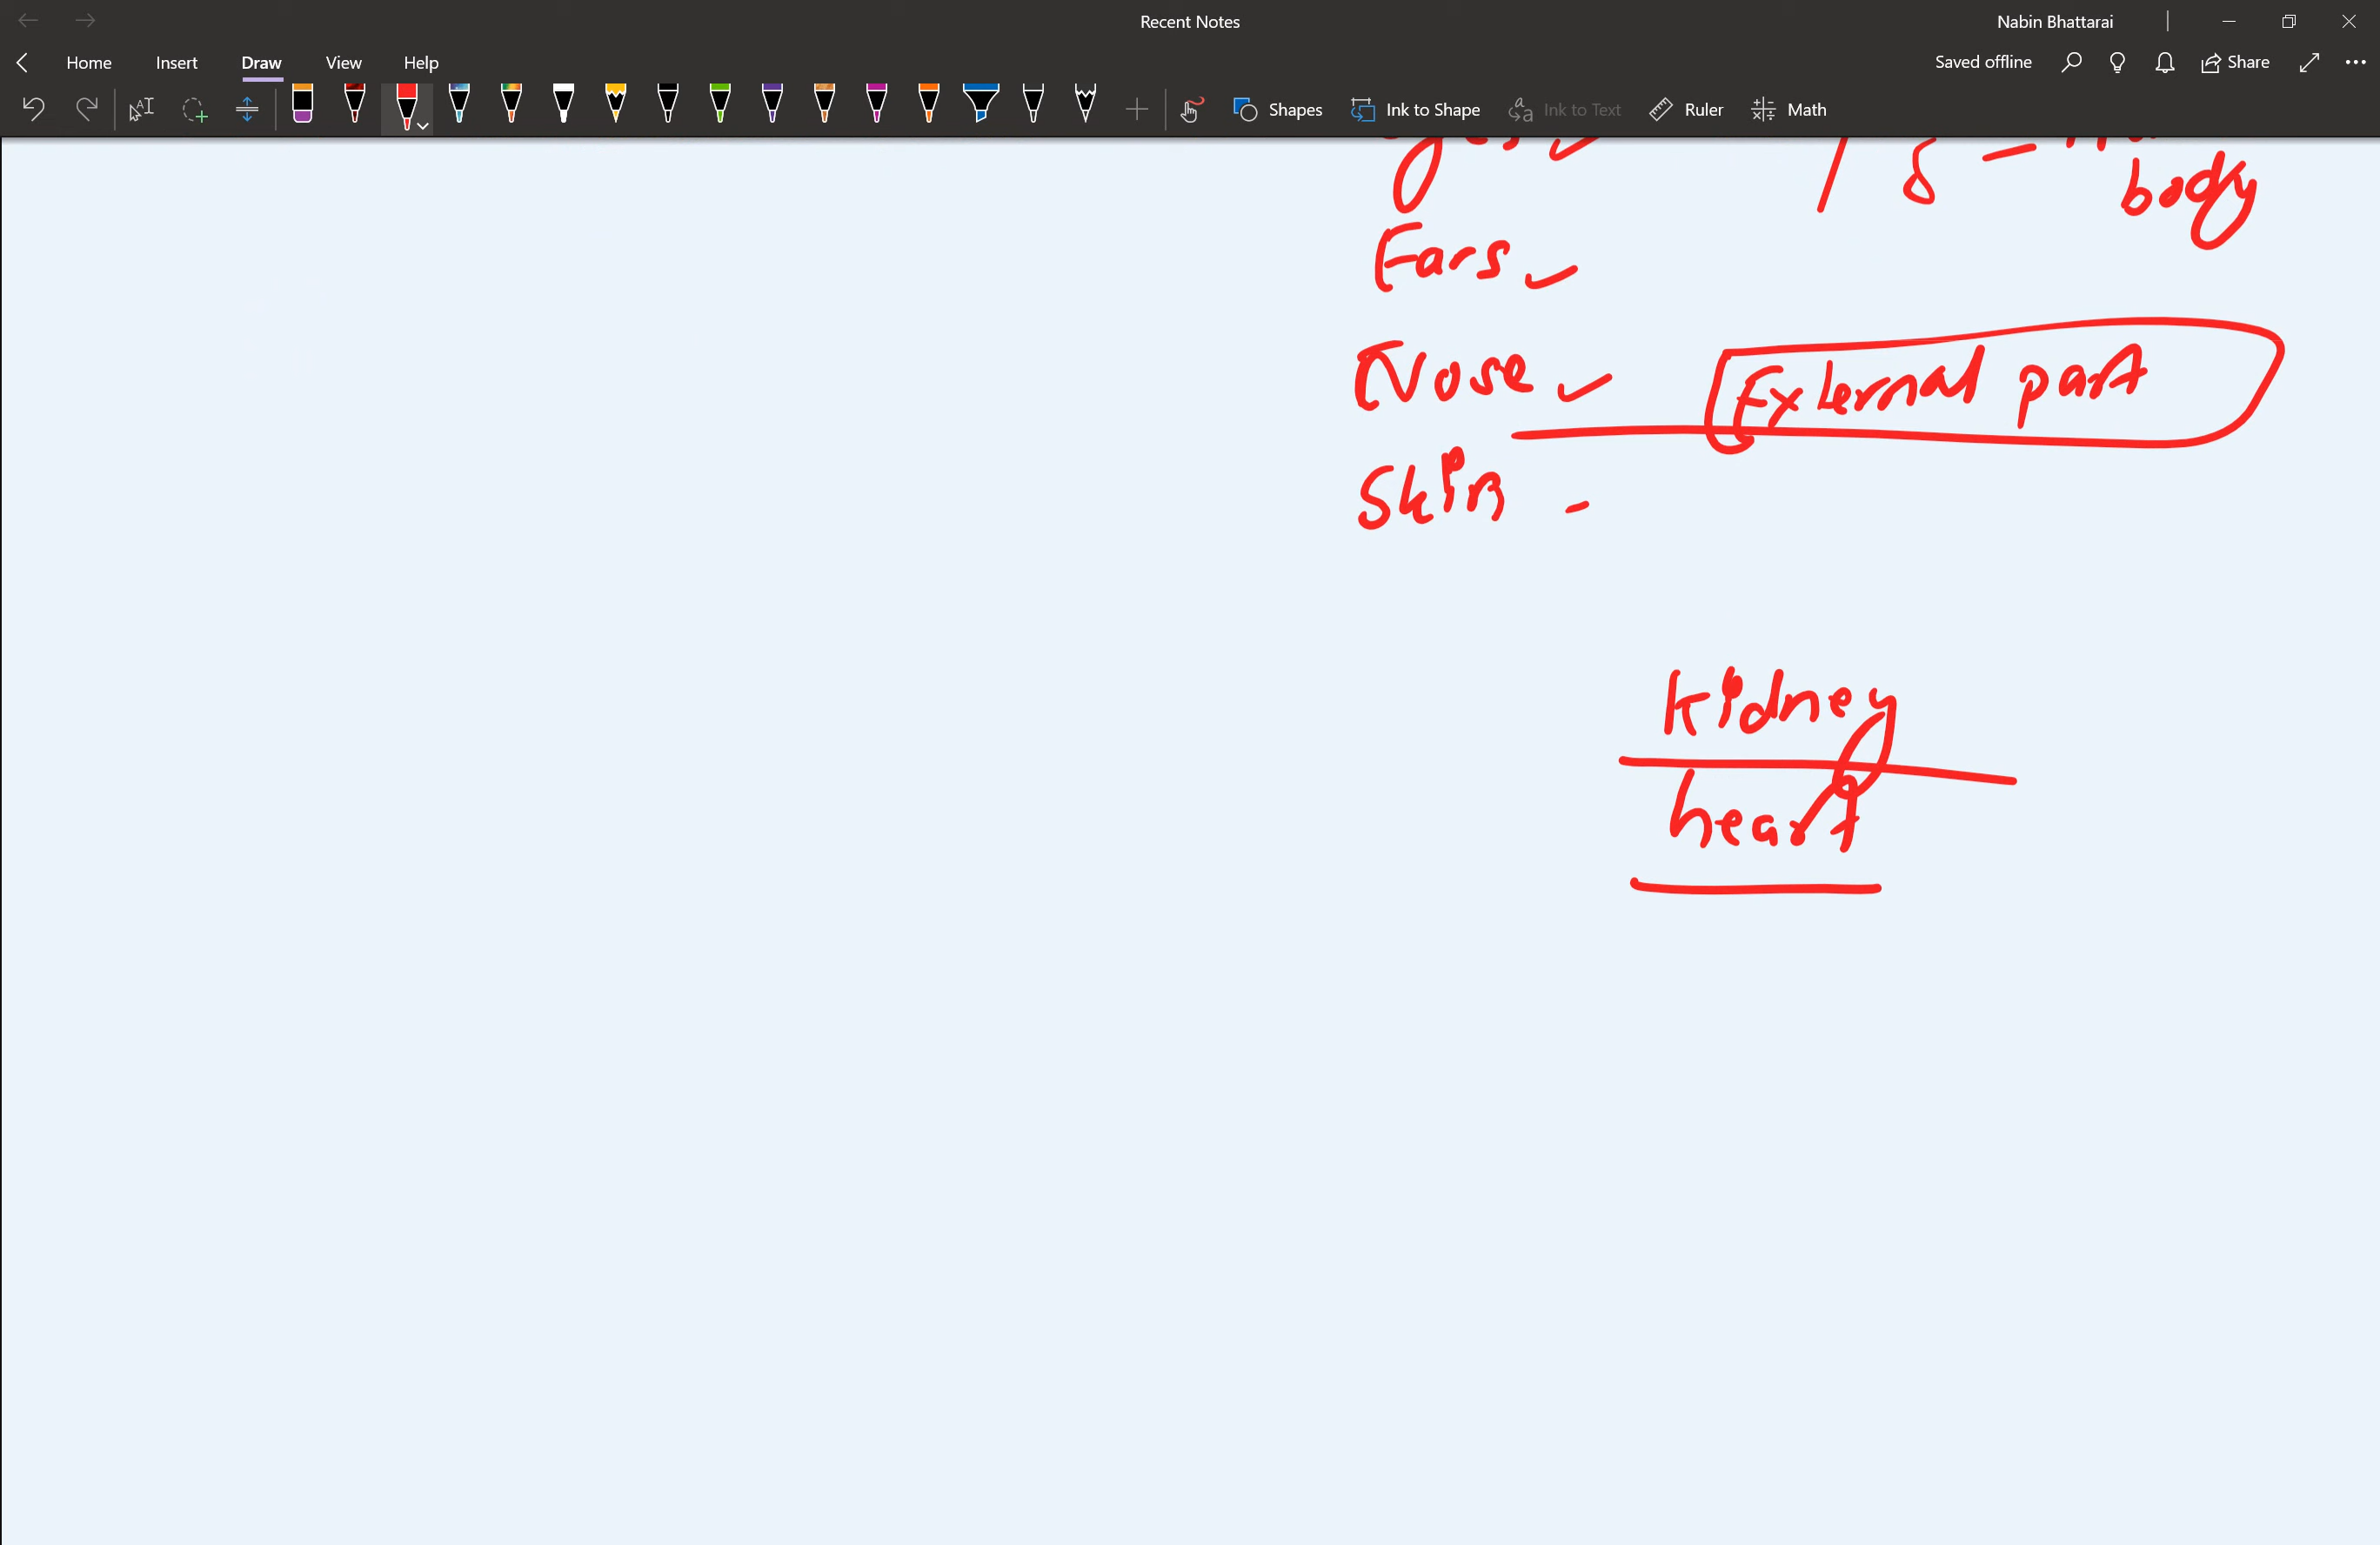 Recent Notes
Nabin Bhattarai
Home Insert Draw View Help
Saved offline
Share
Shapes
Ink to Shape
Ink to Text
Ruler
Math
body
Ears
Nose
External part
Skin -
Kidney
heart